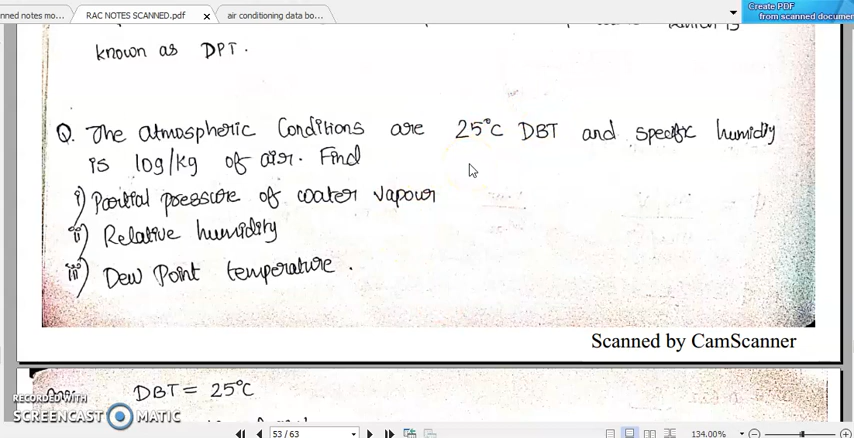 nned notes mo...
RAC NOTES SCANNED.pdf
×
air conditioning data bo...
Create PDF
from scanned documen
known as DPT.
Q. The atmospheric Conditions are 25°C DBT and specific humidity
is 10g/kg of air. Find
i) Partial pressure of water vapour
ii) Relative humidity
iii) Dew Point temperature.
Scanned by CamScanner
DBT = 25°C
RECORDED WITH
SCREENCAST MATIC
53 / 63
134.00%